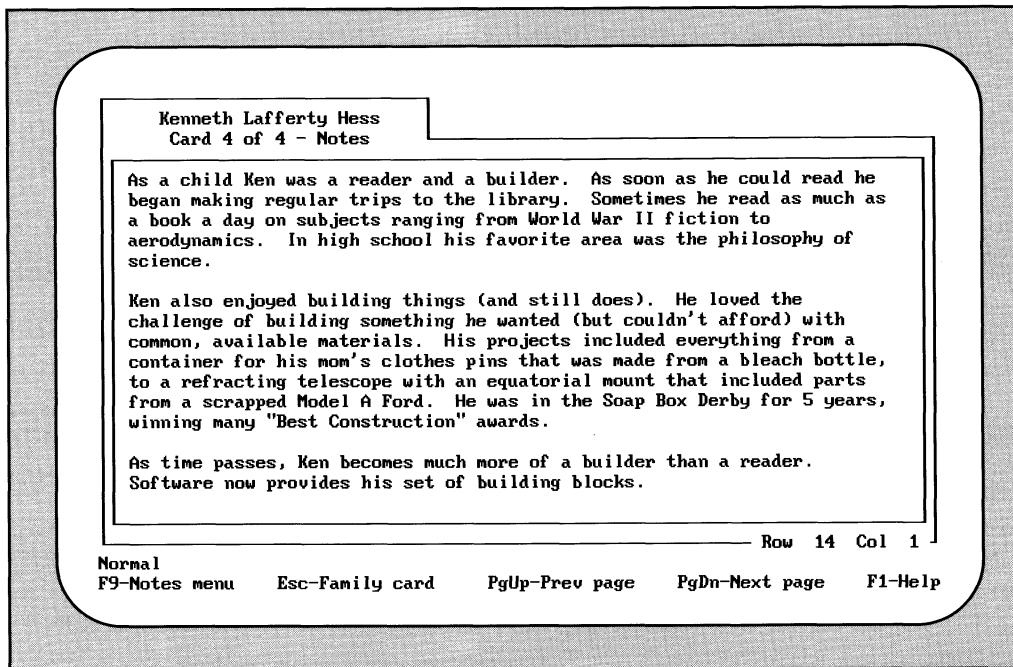 Kenneth Lafferty Hess
Card 4 of 4 - Notes
As a child Ken was a reader and a builder.  As soon as he could read he
began making regular trips to the library.  Sometimes he read as much as
a book a day on subjects ranging from World War II fiction to
aerodynamics.  In high school his favorite area was the philosophy of
science.
Ken also enjoyed building things (and still does).  He loved the
challenge of building something he wanted (but couldn't afford) with
common, available materials.  His projects included everything from a
container for his mom's clothes pins that was made from a bleach bottle,
to a refracting telescope with an equatorial mount that included parts
from a scrapped Model A Ford.  He was in the Soap Box Derby for 5 years,
winning many "Best Construction" awards.
As time passes, Ken becomes much more of a builder than a reader.
Software now provides his set of building blocks.
Row 14 Col 1
Normal
F9-Notes menu Esc-Family card PgUp-Prev page PgDn-Next page F1-Help